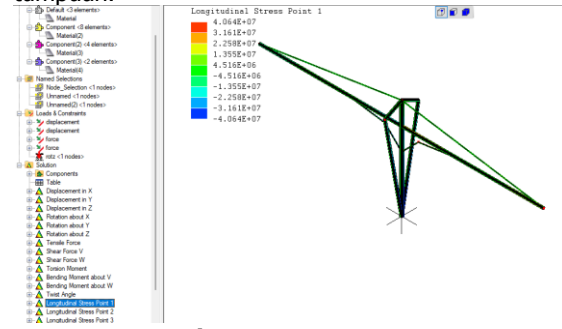 Default <3 elements>
Material
Component <8 elements>
Material(2)
Component(2) <4 elements>
Material(3)
Component(3) <2 elements>
Material(4)
Named Selections
Node_Selection <1 nodes>
Unnamed <1 nodes>
Unnamed(2) <1 nodes>
Loads & Constraints
displacement
displacement
force
force
rotz <1 nodes>
Solution
Components
Table
Displacement in X
Displacement in Y
Displacement in Z
Rotation about X
Rotation about Y
Rotation about Z
Tensile Force
Shear Force V
Shear Force W
Torsion Moment
Bending Moment about V
Bending Moment about W
Twist Angle
Longitudinal Stress Point 1
Longitudinal Stress Point 2
Longitudinal Stress Point 3
Longitudinal Stress Point 1
4.064E+07
3.161E+07
2.258E+07
1.355E+07
4.516E+06
-4.516E+06
-1.355E+07
-2.258E+07
-3.161E+07
-4.064E+07